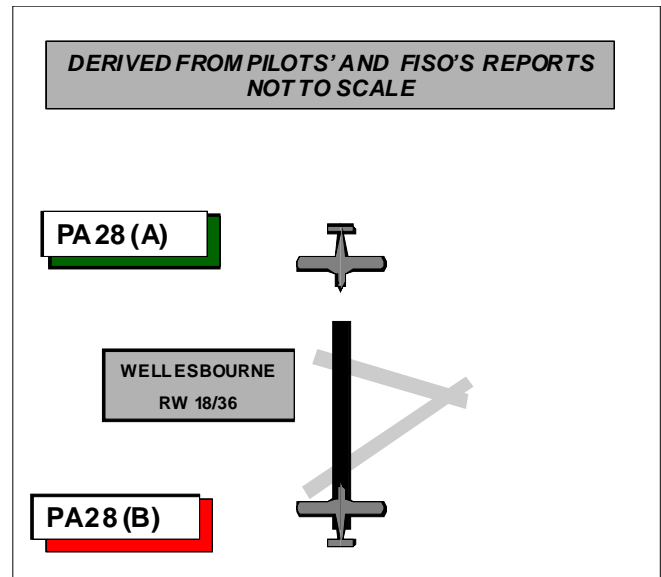 DERIVED FROM PILOTS' AND FISO'S REPORTS
NOT TO SCALE
PA28 (A)
WELLESBOURNE
RW 18/36
PA28 (B)